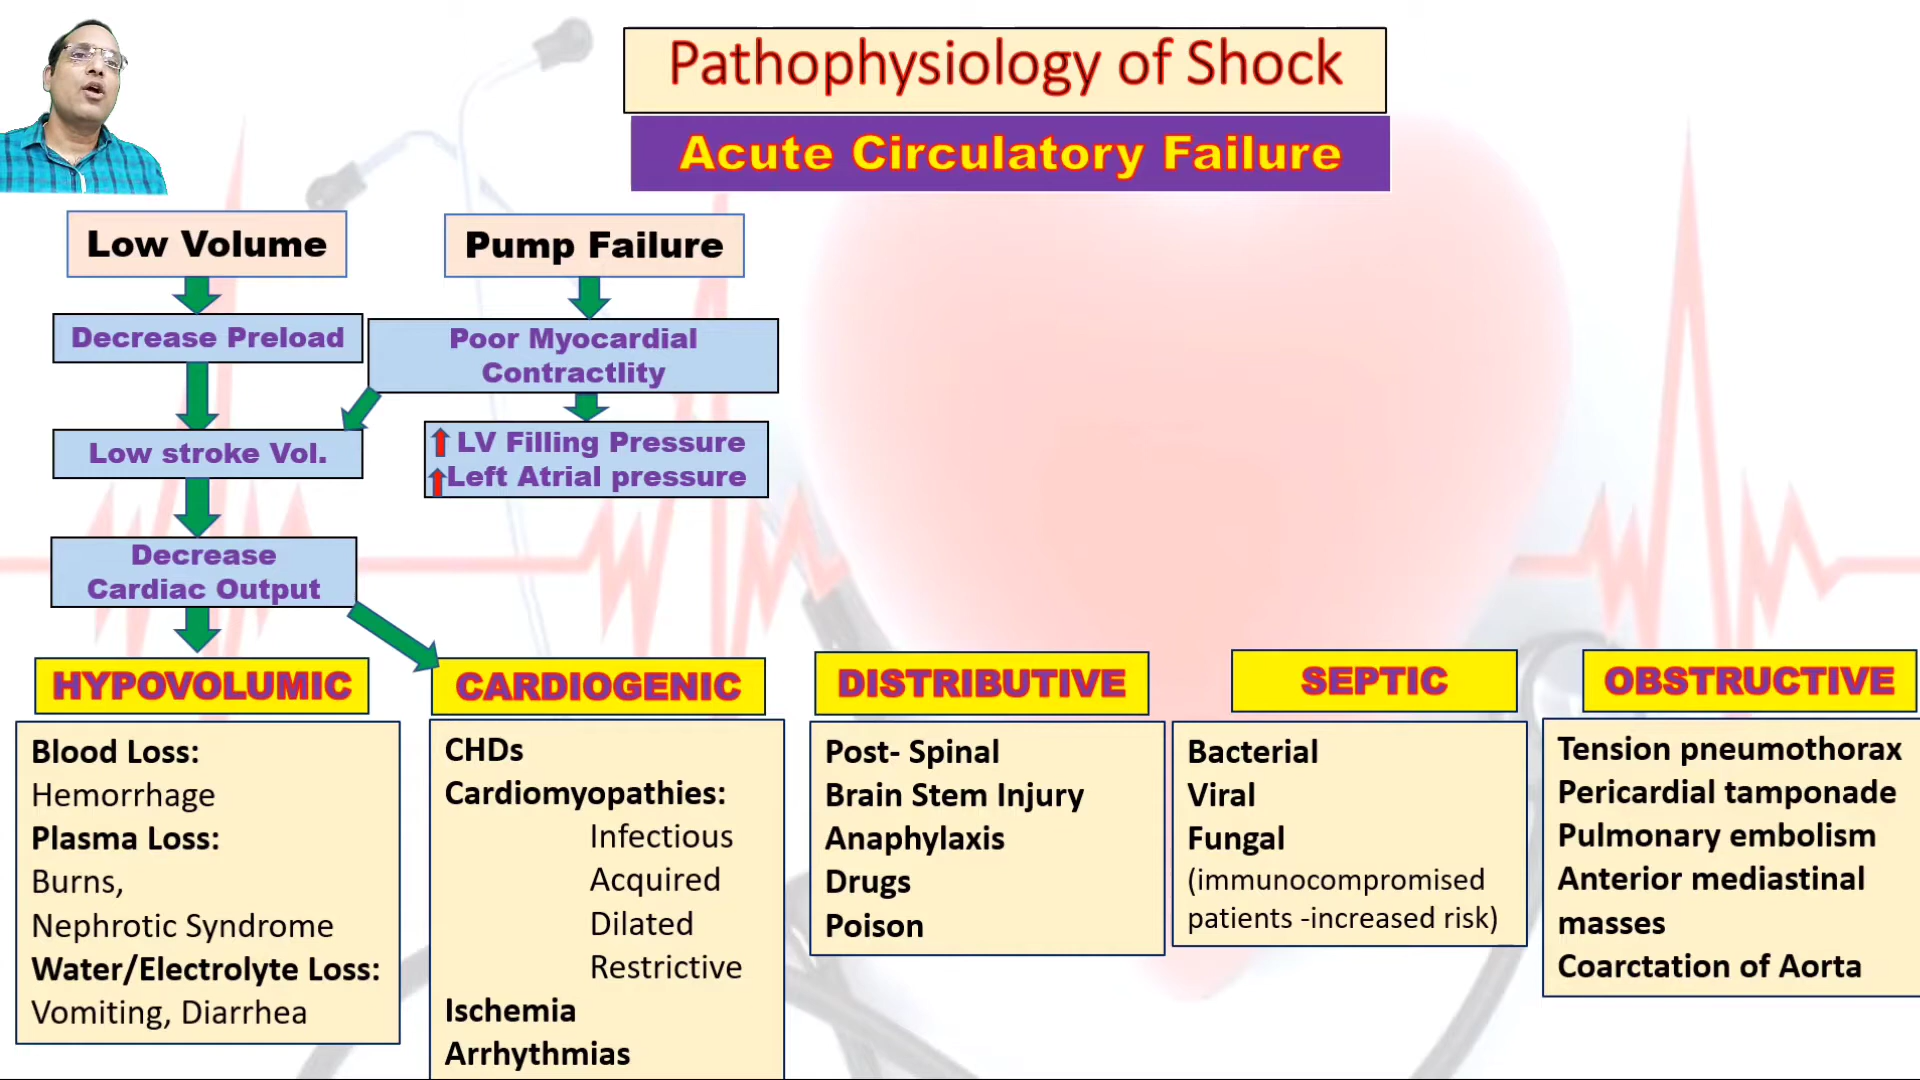 Pathophysiology of Shock
Acute Circulatory Failure
Low Volume
Pump Failure
Decrease Preload
Poor Myocardial
Contractlity
Low stroke Vol.
LV Filling Pressure
Left Atrial pressure
Decrease
Cardiac Output
HYPOVOLUMIC
Blood Loss:
Hemorrhage
Plasma Loss:
Burns,
Nephrotic Syndrome
Water/Electrolyte Loss:
Vomiting, Diarrhea
CARDIOGENIC
CHDs
Cardiomyopathies:
Infectious
Acquired
Dilated
Restrictive
Ischemia
Arrhythmias
DISTRIBUTIVE
Post- Spinal
Brain Stem Injury
Anaphylaxis
Drugs
Poison
SEPTIC
Bacterial
Viral
Fungal
(immunocompromised
patients -increased risk)
OBSTRUCTIVE
Tension pneumothorax
Pericardial tamponade
Pulmonary embolism
Anterior mediastinal
masses
Coarctation of Aorta